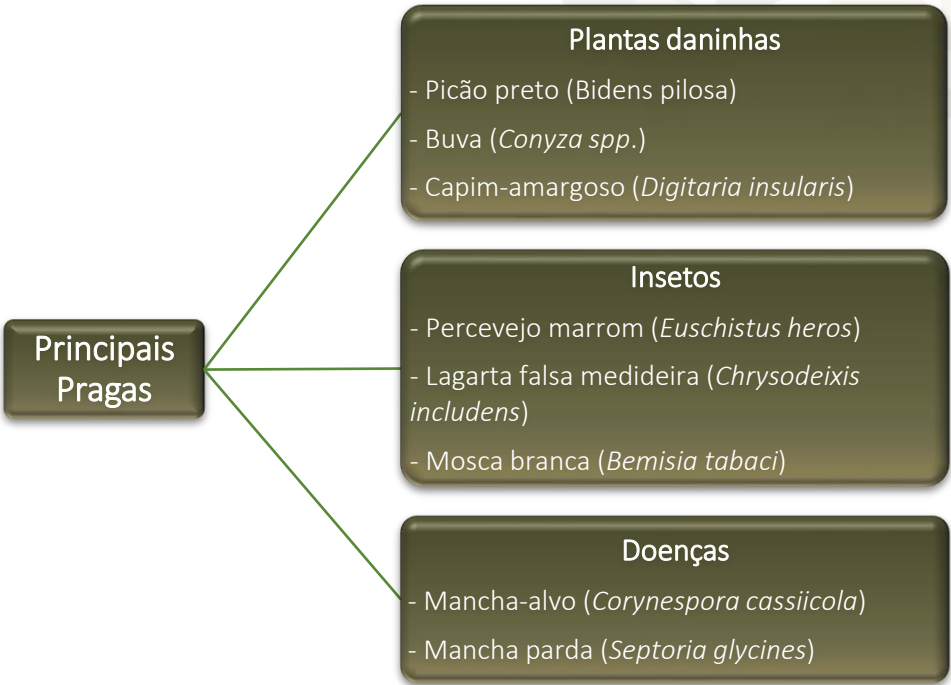 Plantas daninhas
- Picão preto (Bidens pilosa)
- Buva (Conyza spp.)
- Capim-amargoso (Digitaria insularis)
Insetos
- Percevejo marrom (Euschistus heros)
- Lagarta falsa medideira (Chrysodeixis
includens)
- Mosca branca (Bemisia tabaci)
Principais
Pragas
Doenças
- Mancha-alvo (Corynespora cassiicola)
- Mancha parda (Septoria glycines)